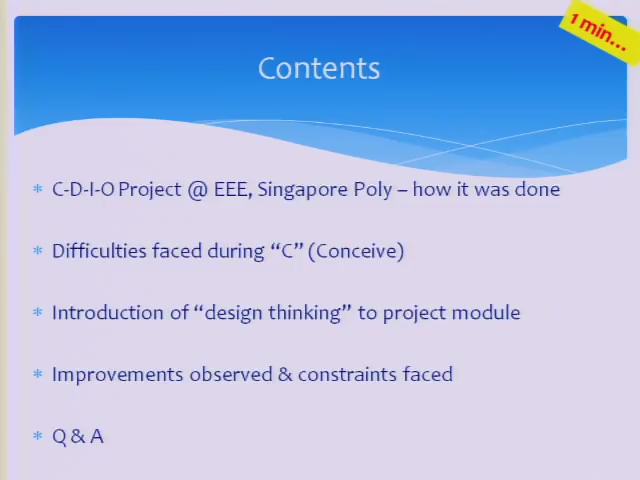 1 min...
Contents
* C-D-I-O Project @ EEE, Singapore Poly – how it was done
* Difficulties faced during “C” (Conceive)
* Introduction of “design thinking” to project module
* Improvements observed & constraints faced
* Q & A